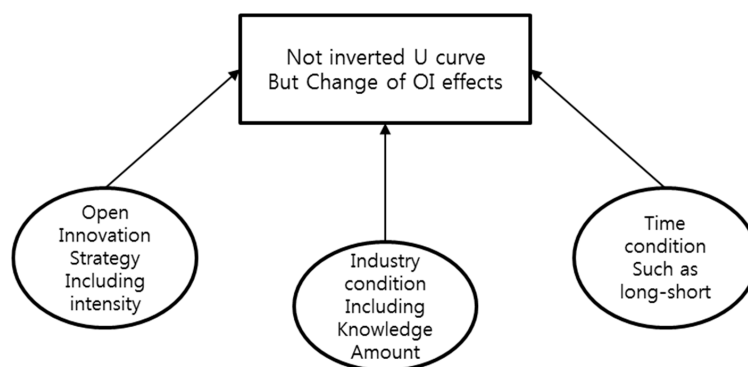 Not inverted U curve
But Change of OI effects
Open
Innovation
Strategy
Including
intensity
Industry
condition
Including
Knowledge
Amount
Time
condition
Such as
long-short